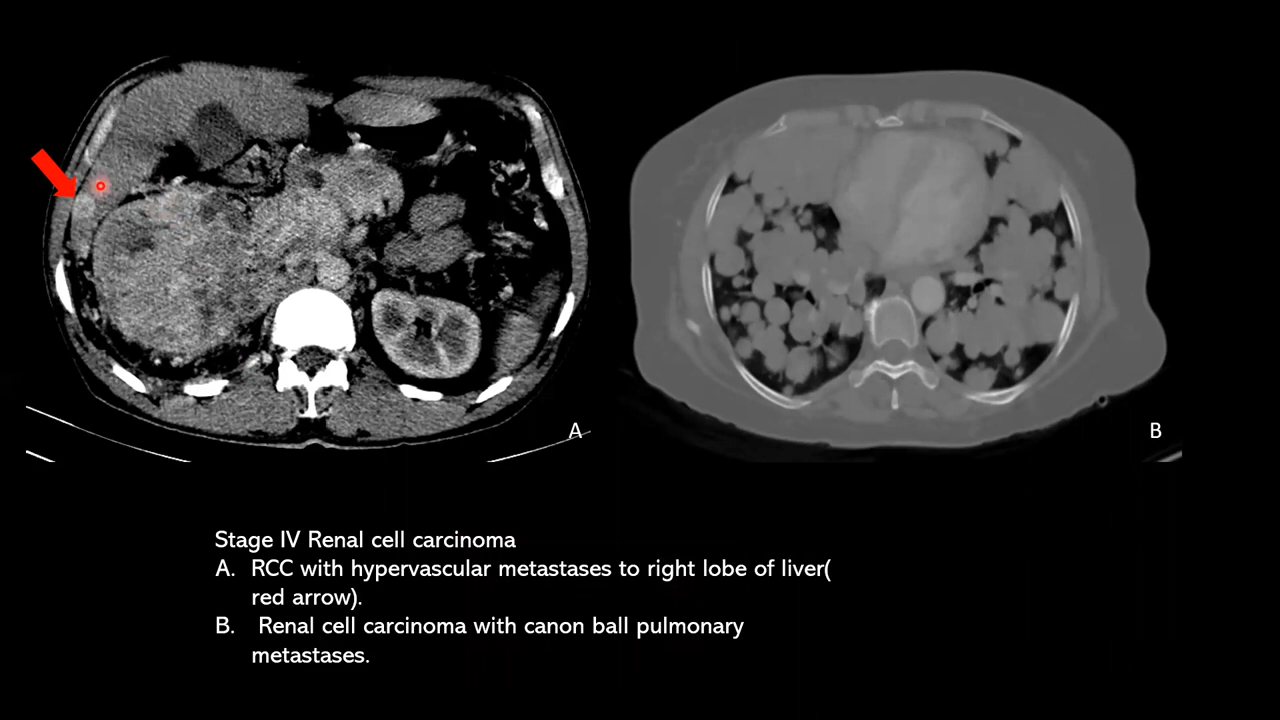 A
B
Stage IV Renal cell carcinoma
A. RCC with hypervascular metastases to right lobe of liver(
red arrow).
B. Renal cell carcinoma with canon ball pulmonary
metastases.